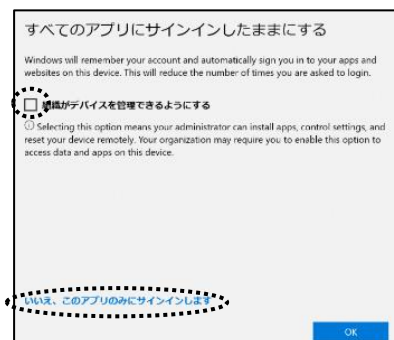 すべてのアプリにサインインしたままにする
Windows will remember your account and automatically sign you in to your apps and
websites on this device. This will reduce the number of times you are asked to login.
組織がデバイスを管理できるようにする
Selecting this option means your administrator can install apps, control settings, and
reset your device remotely. Your organization may require you to enable this option to
access data and apps on this device.
いいえ、このアプリのみにサインインします
OK